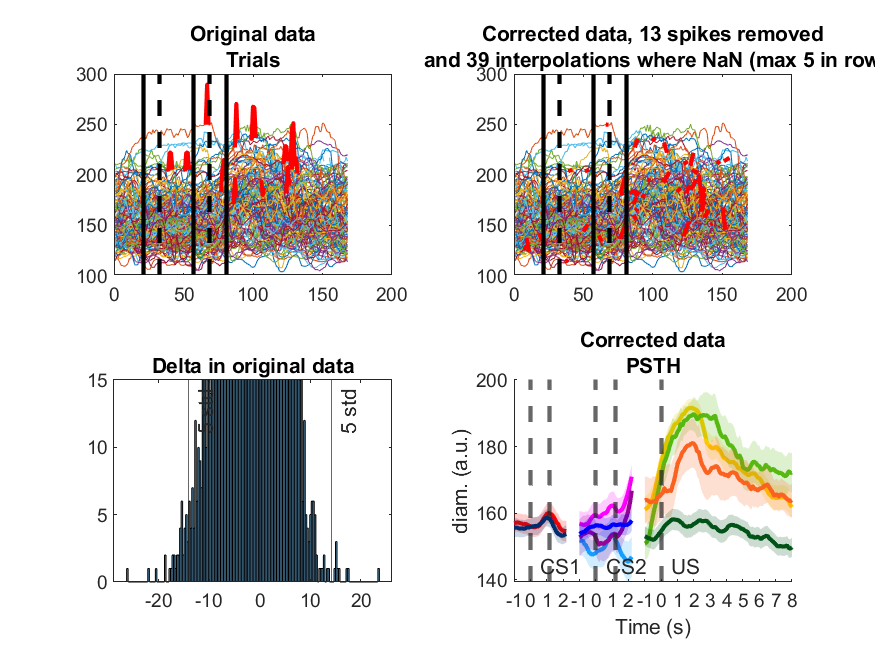 Original data
Trials
300
250
200
150
100
0 50 100 150 200
Corrected data, 13 spikes removed
and 39 interpolations where NaN (max 5 in row
300
250
200
150
100
0 50 100 150 200
Delta in original data
15
10
5
0
5 std
5 std
-20 -10 0 10 20
Corrected data
PSTH
200
180
160
140
diam. (a.u.)
CS1 CS2 US
-1 0 1 2 -1 0 1 2 -1 0 1 2 3 4 5 6 7 8
Time (s)